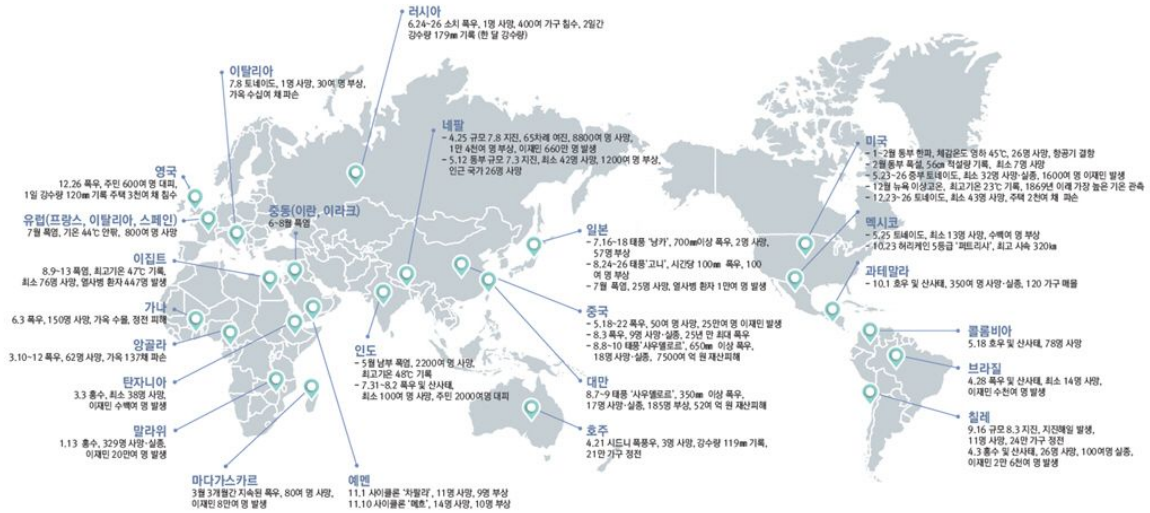 러시아
6.24~26 소치 폭우, 1명 사망, 400여 가구 침수, 2일간
강수량 179㎜ 기록 (한 달 강수량)
이탈리아
7.8 토네이도, 1명 사망, 30여 명 부상,
가옥 수십여 채 파손
네팔
- 4.25 규모 7.8 지진, 65차례 여진, 8800여 명 사망,
1만 4천여 명 부상, 이재민 660만 명 발생
- 5.12 동부 규모 7.3 지진, 최소 42명 사망, 1200여 명 부상,
인근 국가 26명 사망
영국
12.26 폭우, 주민 600여 명 대피,
1일 강수량 120㎜ 기록 주택 3천여 채 침수
유럽(프랑스, 이탈리아, 스페인)
7월 폭염, 기온 44℃ 안팎, 800여 명 사망
중동(이란, 이라크)
6~8월 폭염
이집트
8.9~13 폭염, 최고기온 47℃ 기록,
최소 76명 사망, 열사병 환자 447명 발생
가나
6.3 폭우, 150명 사망, 가옥 수몰, 정전 피해
앙골라
3.10~12 폭우, 62명 사망, 가옥 137채 파손
탄자니아
3.3 홍수, 최소 38명 사망,
이재민 수백여 명 발생
말라위
1.13 홍수, 329명 사망·실종,
이재민 20만여 명 발생
마다가스카르
3월 3개월간 지속된 폭우, 80여 명 사망,
이재민 8만여 명 발생
예멘
11.1 사이클론 '차팔라', 11명 사망, 9명 부상
11.10 사이클론 '메흐', 14명 사망, 10명 부상
인도
- 5월 남부 폭염, 2200여 명 사망,
최고기온 48℃ 기록
- 7.31~8.2 폭우 및 산사태,
최소 100여 명 사망, 주민 2000여명 대피
일본
- 7.16~18 태풍 '낭카', 700㎜이상 폭우, 2명 사망,
57명 부상
- 8.24~26 태풍'고니', 시간당 100㎜ 폭우, 100
여 명 부상
- 7월 폭염, 25명 사망, 열사병 환자 1만여 명 발생
중국
- 5.18~22 폭우, 50여 명 사망, 25만여 명 이재민 발생
- 8.3 폭우, 9명 사망·실종, 25년 만 최대 폭우
- 8.8~10 태풍'사우델로르', 650㎜ 이상 폭우,
18명 사망·실종, 7500여 억 원 재산피해
대만
8.7~9 태풍 '사우델로르', 350㎜ 이상 폭우,
17명 사망·실종, 185명 부상, 52여 억 원 재산피해
호주
4.21 시드니 폭풍우, 3명 사망, 강수량 119㎜ 기록,
21만 가구 정전
미국
- 1~2월 동부 한파, 체감온도 영하 45℃, 26명 사망, 항공기 결항
- 2월 동부 폭설, 56㎝ 적설량 기록, 최소 7명 사망
- 5.23~26 중부 토네이도, 최소 32명 사망·실종, 1600여 명 이재민 발생
- 12월 뉴욕 이상고온, 최고기온 23℃ 기록, 1869년 이래 가장 높은 기온 관측
- 12.23~26 토네이도, 최소 43명 사망, 주택 2천여 채 파손
멕시코
- 5.25 토네이도, 최소 13명 사망, 수백여 명 부상
- 10.23 허리케인 5등급 '퍼트리샤', 최고 시속 320㎞
과테말라
- 10.1 호우 및 산사태, 350여 명 사망·실종, 120 가구 매몰
콜롬비아
5.18 호우 및 산사태, 78명 사망
브라질
4.28 폭우 및 산사태, 최소 14명 사망,
이재민 수천여 명 발생
칠레
9.16 규모 8.3 지진, 지진해일 발생,
11명 사망, 24만 가구 정전
4.3 홍수 및 산사태, 26명 사망, 100여명 실종,
이재민 2만 6천여 명 발생